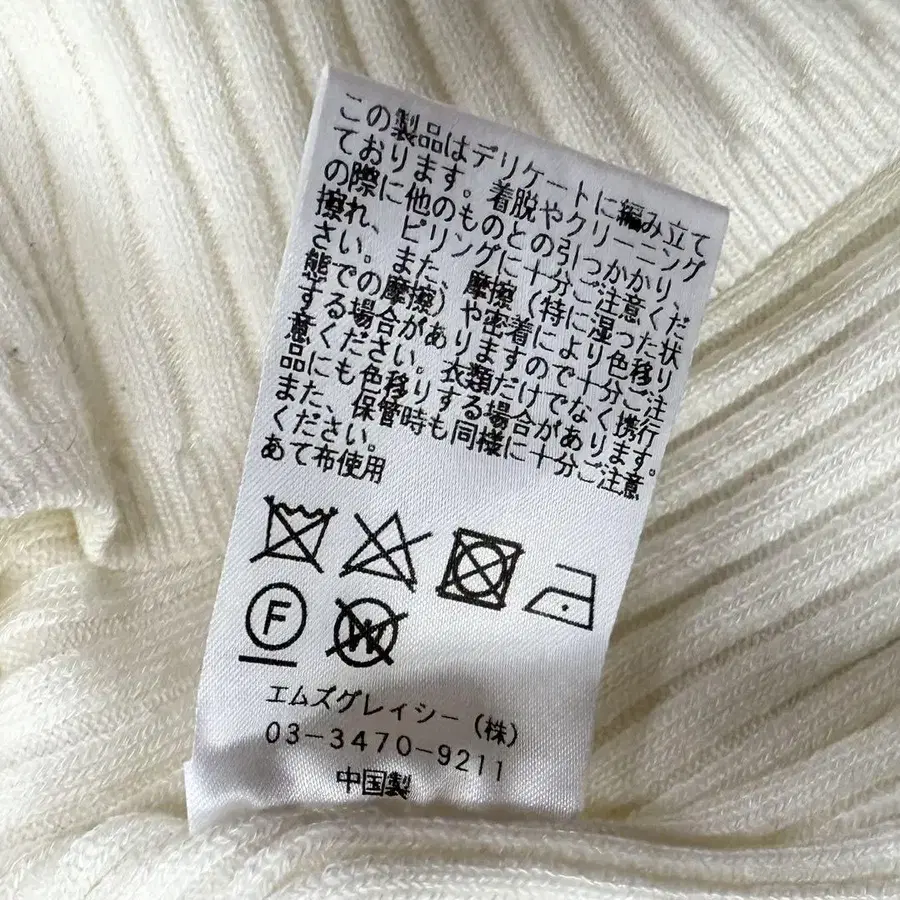 この製品はデリケートに編み立て
ております。着脱やクリーニング
の際に他のものとの引っかかり、
擦れ、ピリングに十分ご注意くだ
さい。また、摩擦(特に湿った状
態での摩擦)や密着により色移り
する場合がありますので十分ご注
意ください。衣類だけでなく携行
品にも色移りする場合があります。
また、保管時も同様に十分ご注意
ください。
あて布使用
F W
エムズグレイシー(株)
03-3470-9211
中国製